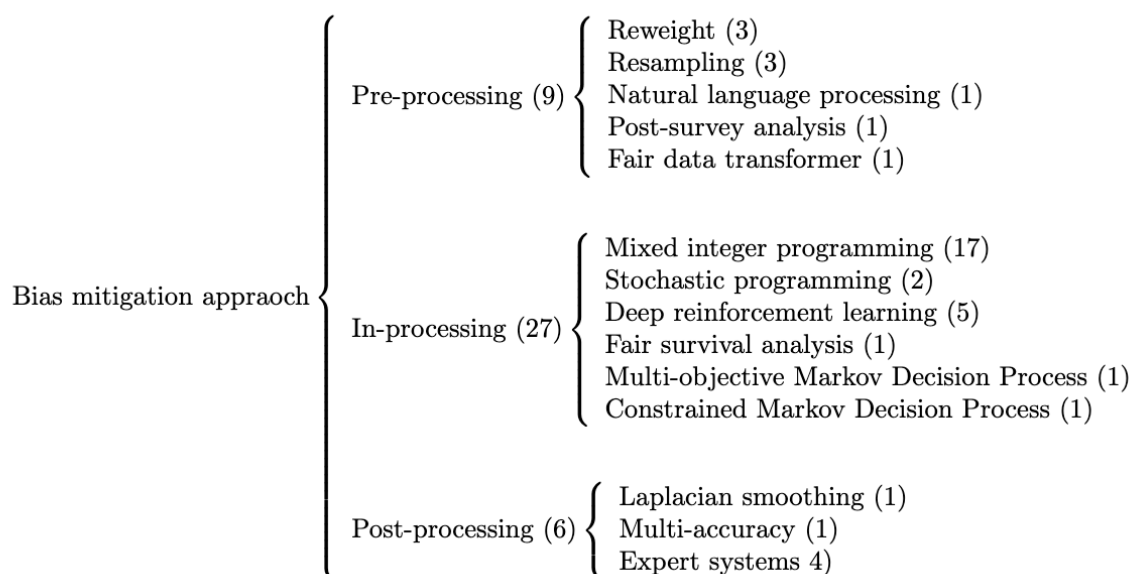 Bias mitigation appraoch
Pre-processing (9)
Reweight (3)
Resampling (3)
Natural language processing (1)
Post-survey analysis (1)
Fair data transformer (1)
In-processing (27)
Mixed integer programming (17)
Stochastic programming (2)
Deep reinforcement learning (5)
Fair survival analysis (1)
Multi-objective Markov Decision Process (1)
Constrained Markov Decision Process (1)
Post-processing (6)
Laplacian smoothing (1)
Multi-accuracy (1)
Expert systems 4)